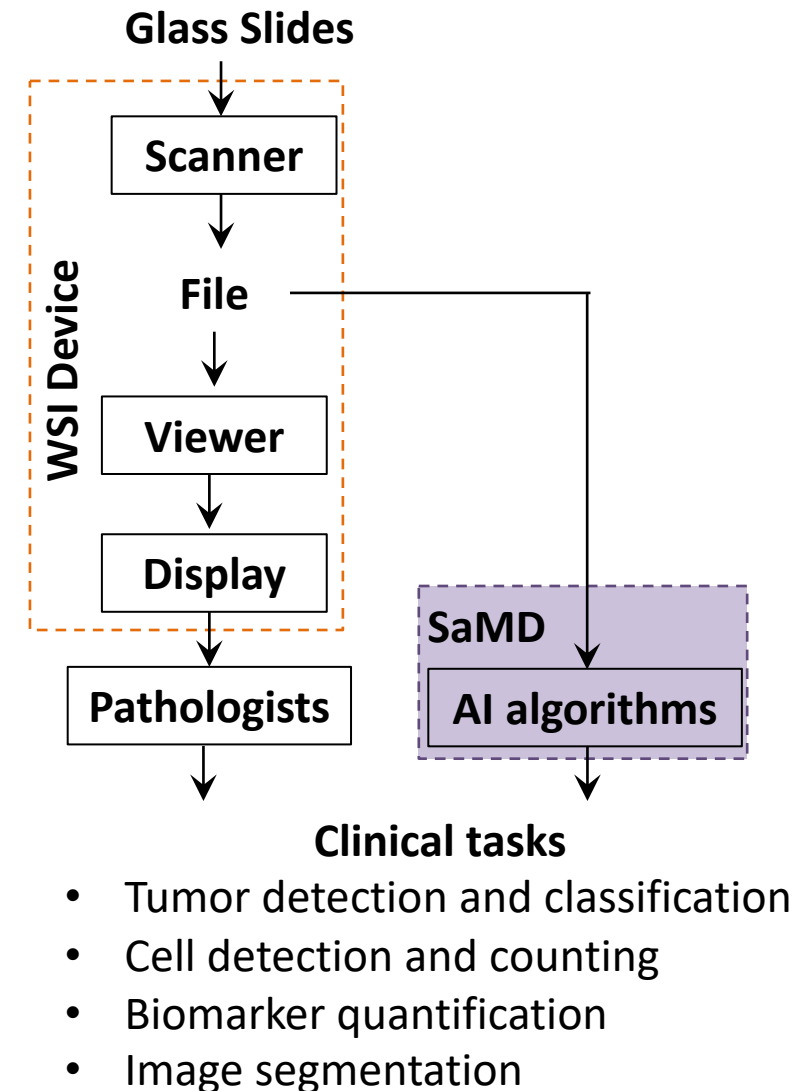 Glass Slides
Scanner
File
WSI Device
Viewer
Display
SaMD
Pathologists
AI algorithms
Clinical tasks
• Tumor detection and classification
• Cell detection and counting
• Biomarker quantification
• Image segmentation